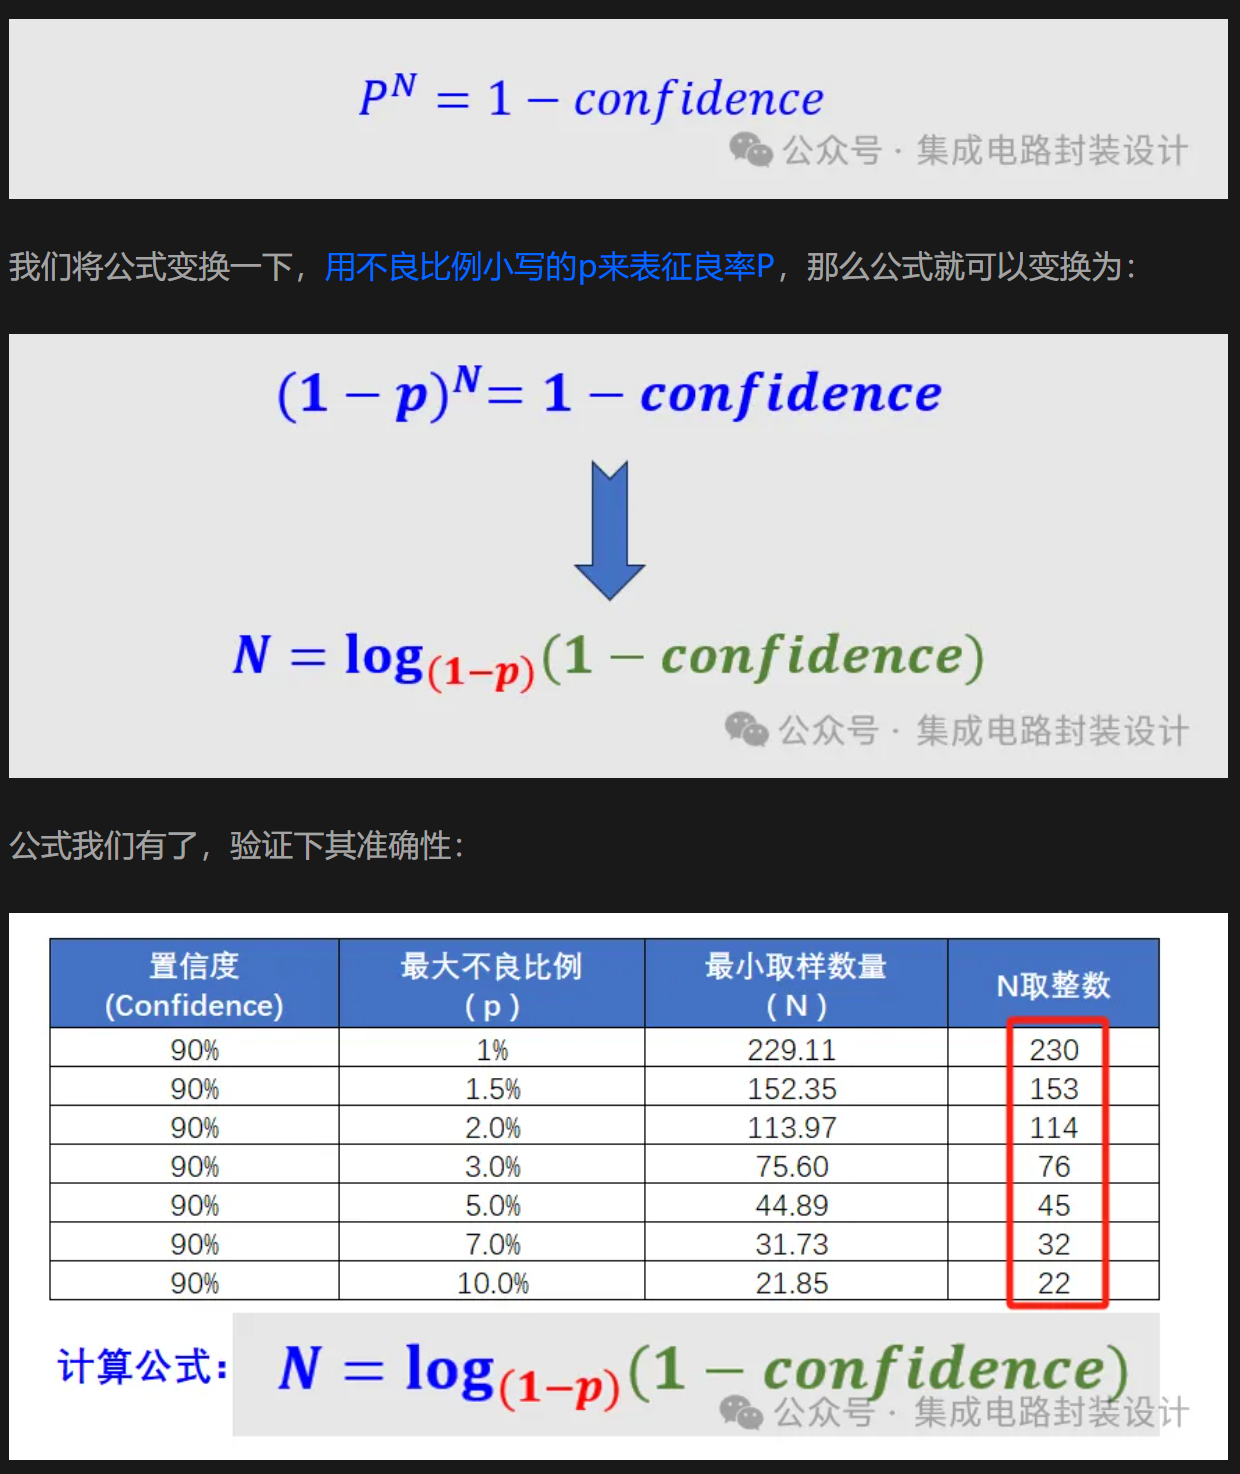 P^N = 1 − confidence
公众号 · 集成电路封装设计
我们将公式变换一下，用不良比例小写的p来表征良率P，那么公式就可以变换为：
(1 − p)^N = 1 − confidence
N = log_(1−p)(1 − confidence)
公众号 · 集成电路封装设计
公式我们有了，验证下其准确性：
置信度 最大不良比例 最小取样数量 N取整数
(Confidence) (p) (N)
90% 1% 229.11 230
90% 1.5% 152.35 153
90% 2.0% 113.97 114
90% 3.0% 75.60 76
90% 5.0% 44.89 45
90% 7.0% 31.73 32
90% 10.0% 21.85 22
计算公式: N = log_(1−p)(1 − confidence)
公众号 · 集成电路封装设计